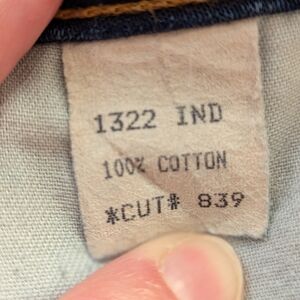 1322 IND
100% COTTON
*CUT# 839